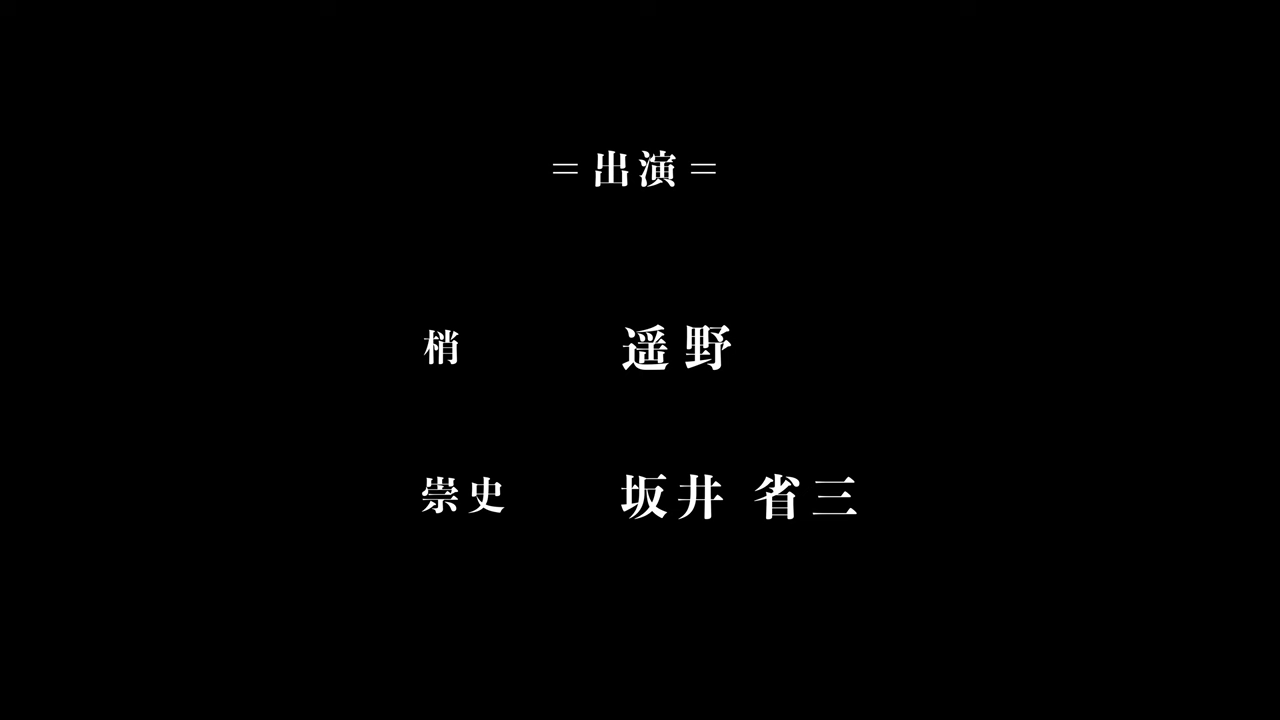 ＝出演＝
梢 遥野
崇史 坂井 省三